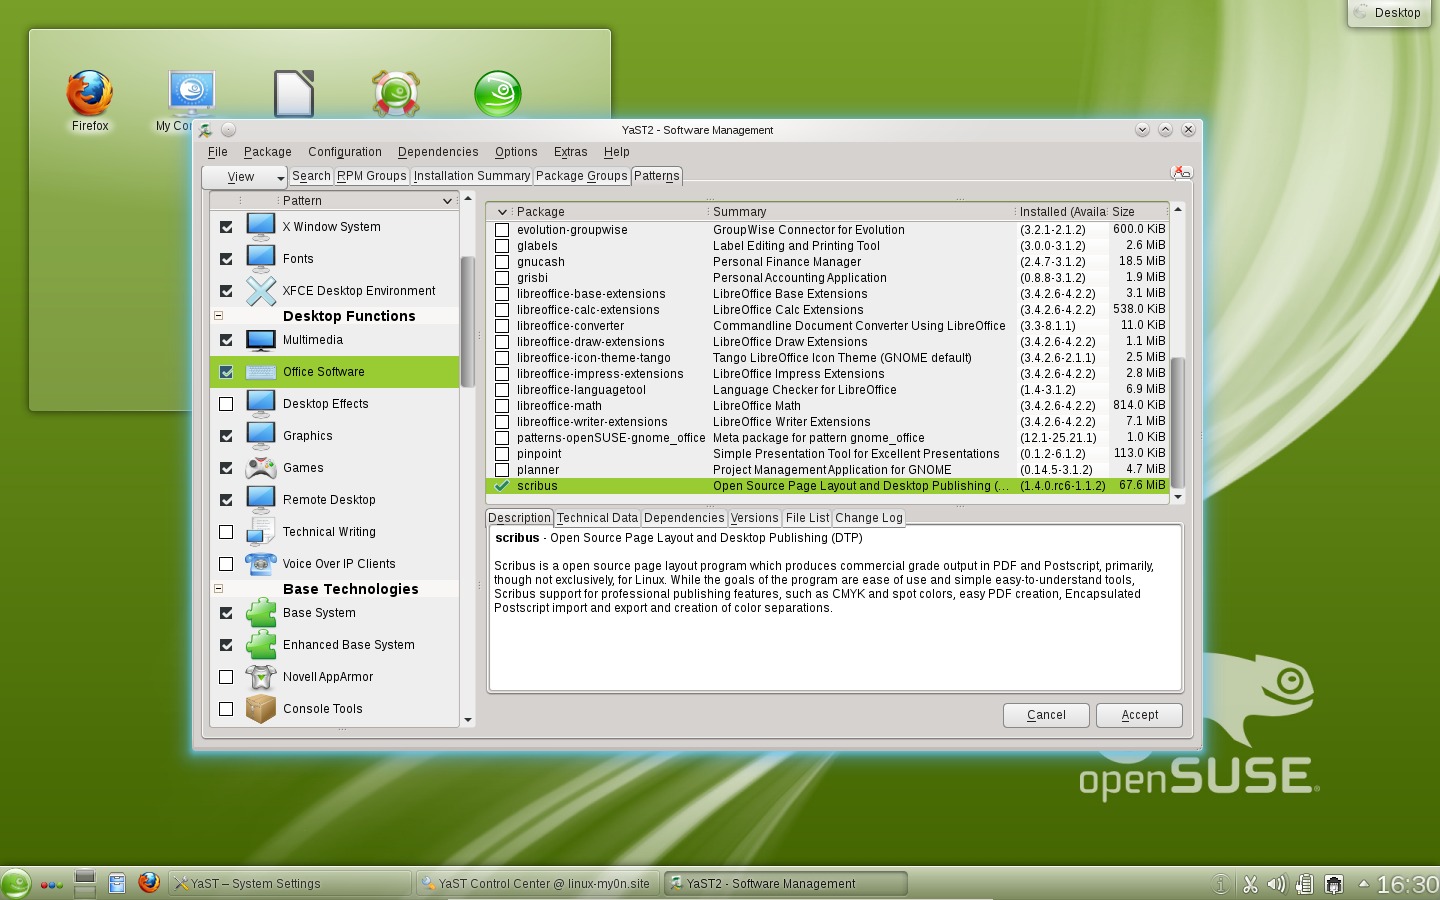 Desktop
Firefox
My Co
YaST2 - Software Management
File Package Configuration Dependencies Options Extras Help
View Search RPM Groups Installation Summary Package Groups Patterns
Pattern
X Window System
Fonts
XFCE Desktop Environment
Desktop Functions
Multimedia
Office Software
Desktop Effects
Graphics
Games
Remote Desktop
Technical Writing
Voice Over IP Clients
Base Technologies
Base System
Enhanced Base System
Novell AppArmor
Console Tools
Package Summary Installed (Availa Size
evolution-groupwise GroupWise Connector for Evolution (3.2.1-2.1.2) 600.0 KiB
glabels Label Editing and Printing Tool (3.0.0-3.1.2) 2.6 MiB
gnucash Personal Finance Manager (2.4.7-3.1.2) 18.5 MiB
grisbi Personal Accounting Application (0.8.8-3.1.2) 1.9 MiB
libreoffice-base-extensions LibreOffice Base Extensions (3.4.2.6-4.2.2) 3.1 MiB
libreoffice-calc-extensions LibreOffice Calc Extensions (3.4.2.6-4.2.2) 538.0 KiB
libreoffice-converter Commandline Document Converter Using LibreOffice (3.3-8.1.1) 11.0 KiB
libreoffice-draw-extensions LibreOffice Draw Extensions (3.4.2.6-4.2.2) 1.1 MiB
libreoffice-icon-theme-tango Tango LibreOffice Icon Theme (GNOME default) (3.4.2.6-2.1.1) 2.5 MiB
libreoffice-impress-extensions LibreOffice Impress Extensions (3.4.2.6-4.2.2) 2.8 MiB
libreoffice-languagetool Language Checker for LibreOffice (1.4-3.1.2) 6.9 MiB
libreoffice-math LibreOffice Math (3.4.2.6-4.2.2) 814.0 KiB
libreoffice-writer-extensions LibreOffice Writer Extensions (3.4.2.6-4.2.2) 7.1 MiB
patterns-openSUSE-gnome_office Meta package for pattern gnome_office (12.1-25.21.1) 1.0 KiB
pinpoint Simple Presentation Tool for Excellent Presentations (0.1.2-6.1.2) 113.0 KiB
planner Project Management Application for GNOME (0.14.5-3.1.2) 4.7 MiB
scribus Open Source Page Layout and Desktop Publishing (... (1.4.0.rc6-1.1.2) 67.6 MiB
Description Technical Data Dependencies Versions File List Change Log
scribus - Open Source Page Layout and Desktop Publishing (DTP)
Scribus is a open source page layout program which produces commercial grade output in PDF and Postscript, primarily,
though not exclusively, for Linux. While the goals of the program are ease of use and simple easy-to-understand tools,
Scribus support for professional publishing features, such as CMYK and spot colors, easy PDF creation, Encapsulated
Postscript import and export and creation of color separations.
Cancel Accept
openSUSE
YaST – System Settings YaST Control Center @ linux-my0n.site YaST2 - Software Management 16:30